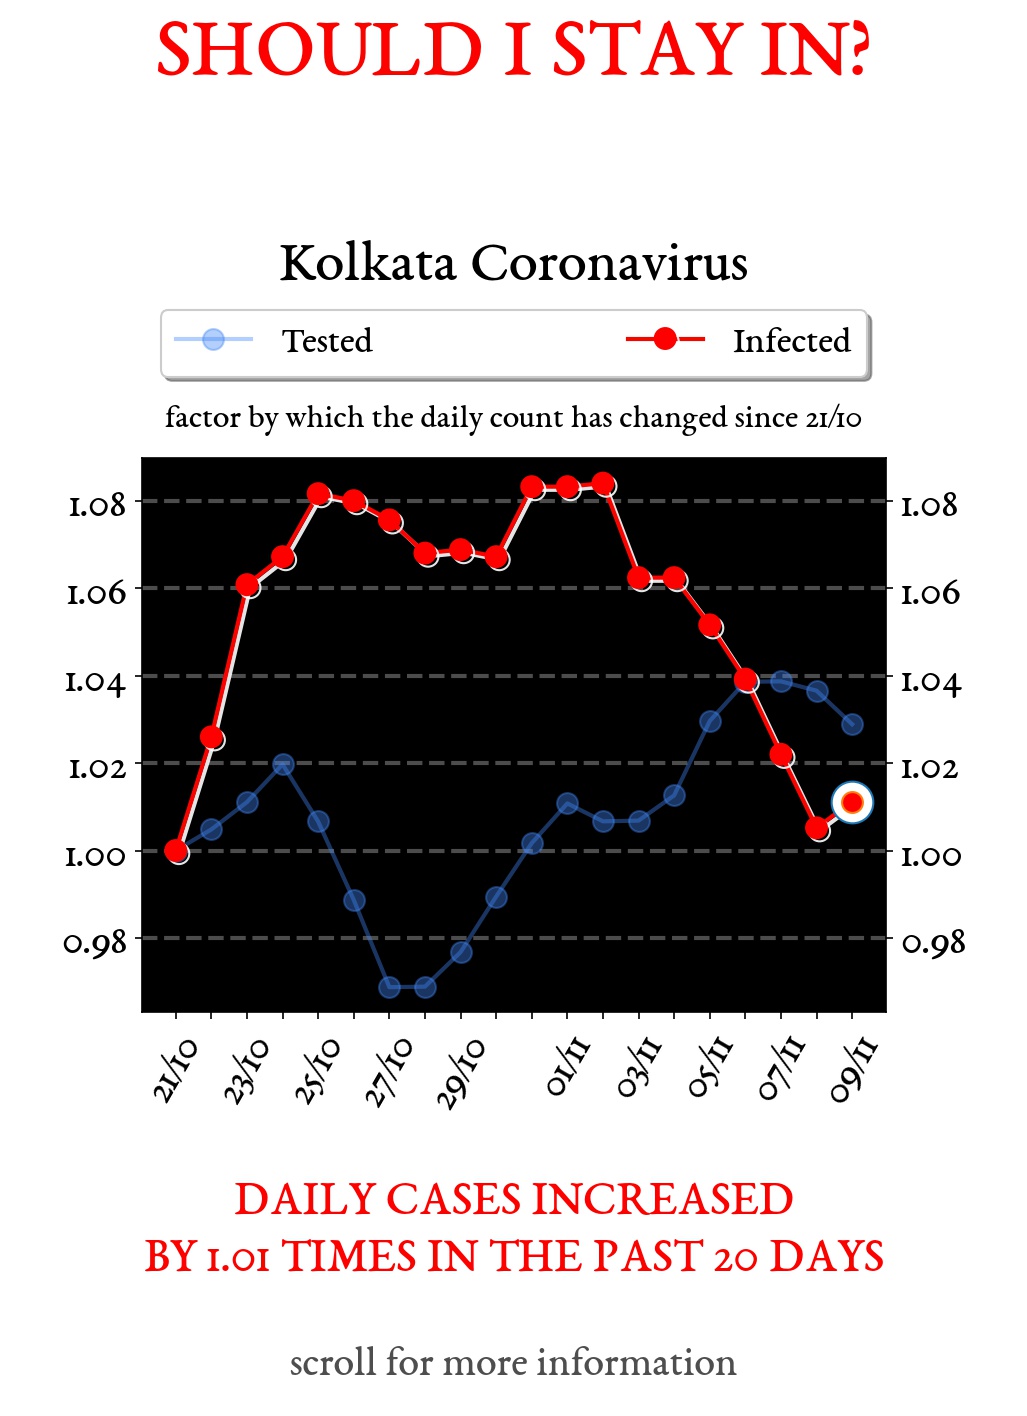 SHOULD I STAY IN?
Kolkata Coronavirus
Tested Infected
factor by which the daily count has changed since 21/10
1.08 1.08
1.06 1.06
1.04 1.04
1.02 1.02
1.00 1.00
0.98 0.98
21/10 23/10 25/10 27/10 29/10 01/11 03/11 05/11 07/11 09/11
DAILY CASES INCREASED
BY 1.01 TIMES IN THE PAST 20 DAYS
scroll for more information